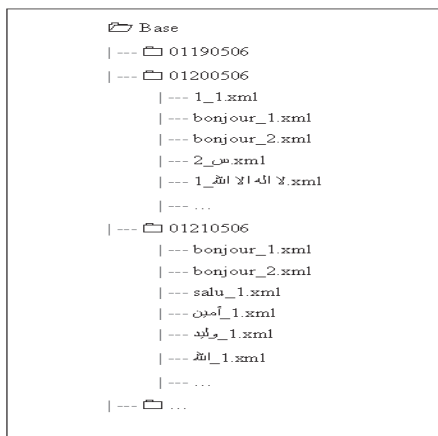 Base
| --- 01190506
| --- 01200506
| --- 1_1.xml
| --- bonjour_1.xml
| --- bonjour_2.xml
| --- س_2.xml
| --- لا اله الا الله_1.xml
| --- ...
| --- 01210506
| --- bonjour_1.xml
| --- bonjour_2.xml
| --- salu_1.xml
| --- أمين_1.xml
| --- وليد_1.xml
| --- الله_1.xml
| --- ...
| --- ...